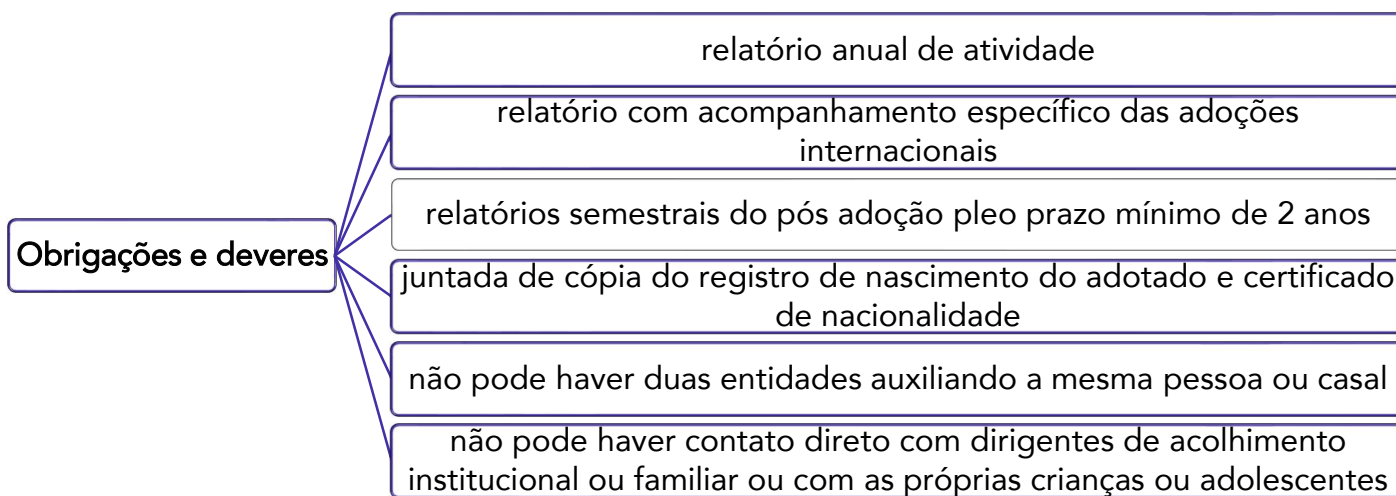 relatório anual de atividade
relatório com acompanhamento específico das adoções
internacionais
relatórios semestrais do pós adoção pleo prazo mínimo de 2 anos
Obrigações e deveres
juntada de cópia do registro de nascimento do adotado e certificado
de nacionalidade
não pode haver duas entidades auxiliando a mesma pessoa ou casal
não pode haver contato direto com dirigentes de acolhimento
institucional ou familiar ou com as próprias crianças ou adolescentes